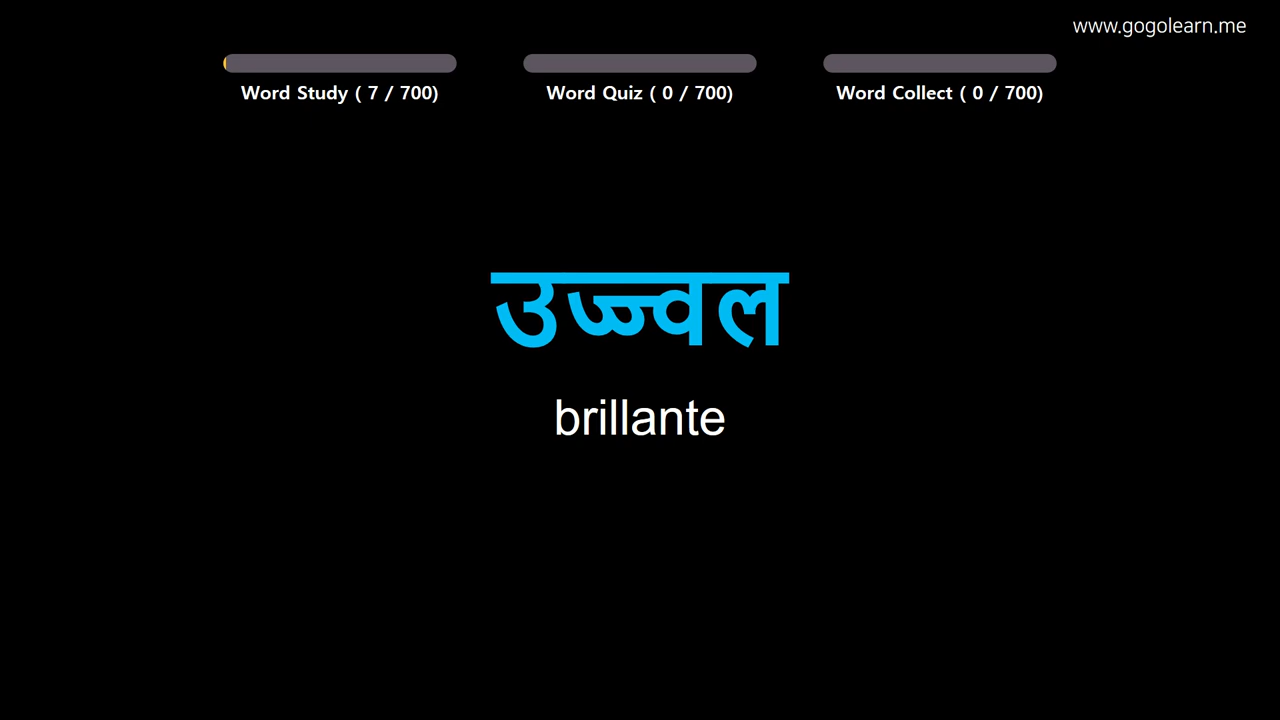 www.gogolearn.me
Word Study ( 7 / 700)
Word Quiz ( 0 / 700)
Word Collect ( 0 / 700)
उज्ज्वल
brillante